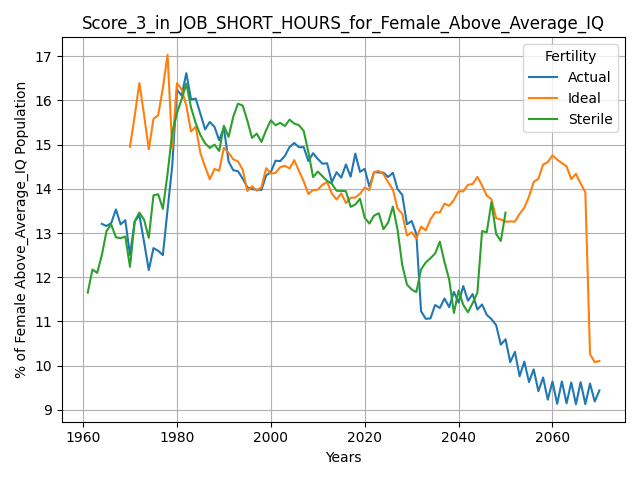 Score_3_in_JOB_SHORT_HOURS_for_Female_Above_Average_IQ
% of Female Above_Average_IQ Population
17
16
15
14
13
12
11
10
9
Fertility
Actual
Ideal
Sterile
1960 1980 2000 2020 2040 2060
Years